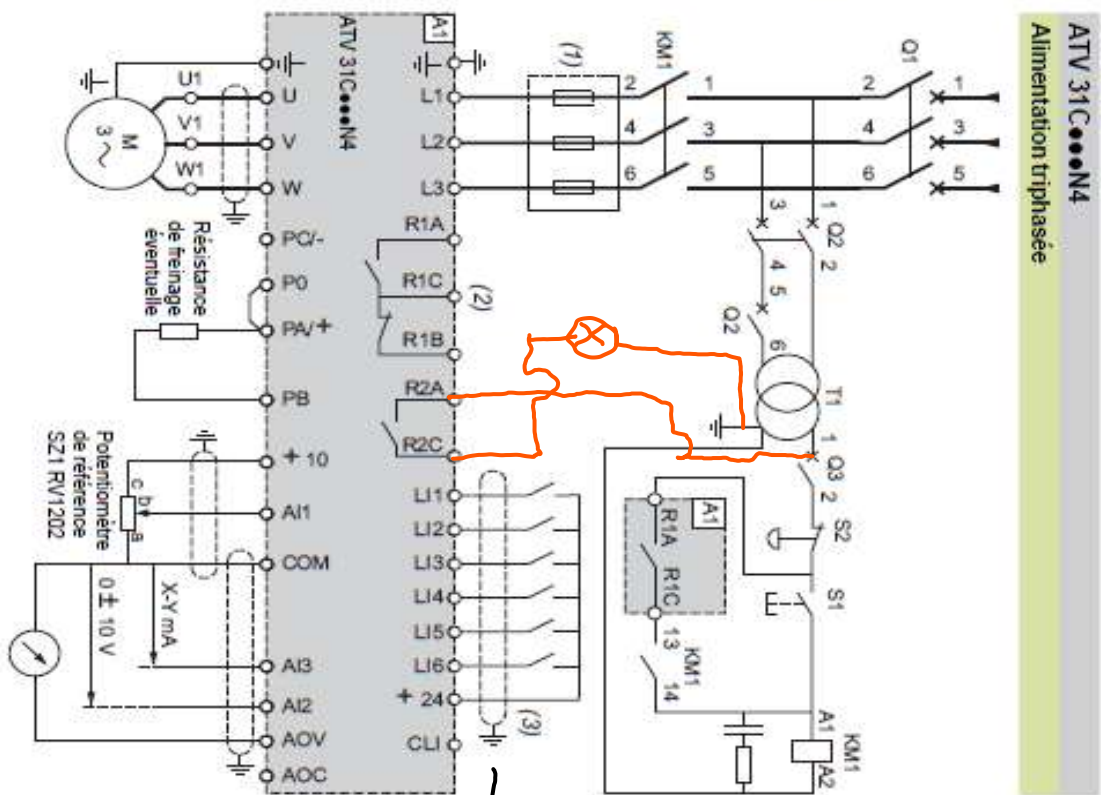 ATV 31C●●●N4
Alimentation triphasée
Q1
1
2
3
4
5
6
KM1
1
2
3
4
5
6
(1)
1
Q2
2
3
4
5
Q2
6
T1
1
Q3
2
S2
S1
A1
R1A
R1C
13
KM1
14
A1
KM1
A2
A1
ATV 31C●●●N4
L1
L2
L3
R1A
R1C
R1B
R2A
R2C
LI1
LI2
LI3
LI4
LI5
LI6
+ 24
CLI
(2)
(3)
U
V
W
PC/-
P0
PA/+
PB
+ 10
AI1
COM
AI3
AI2
AOV
AOC
U1
V1
W1
M
3 ~
Résistance
de freinage
éventuelle
c
b
a
Potentiomètre
de référence
SZ1 RV1202
X-Y mA
0 ± 10 V